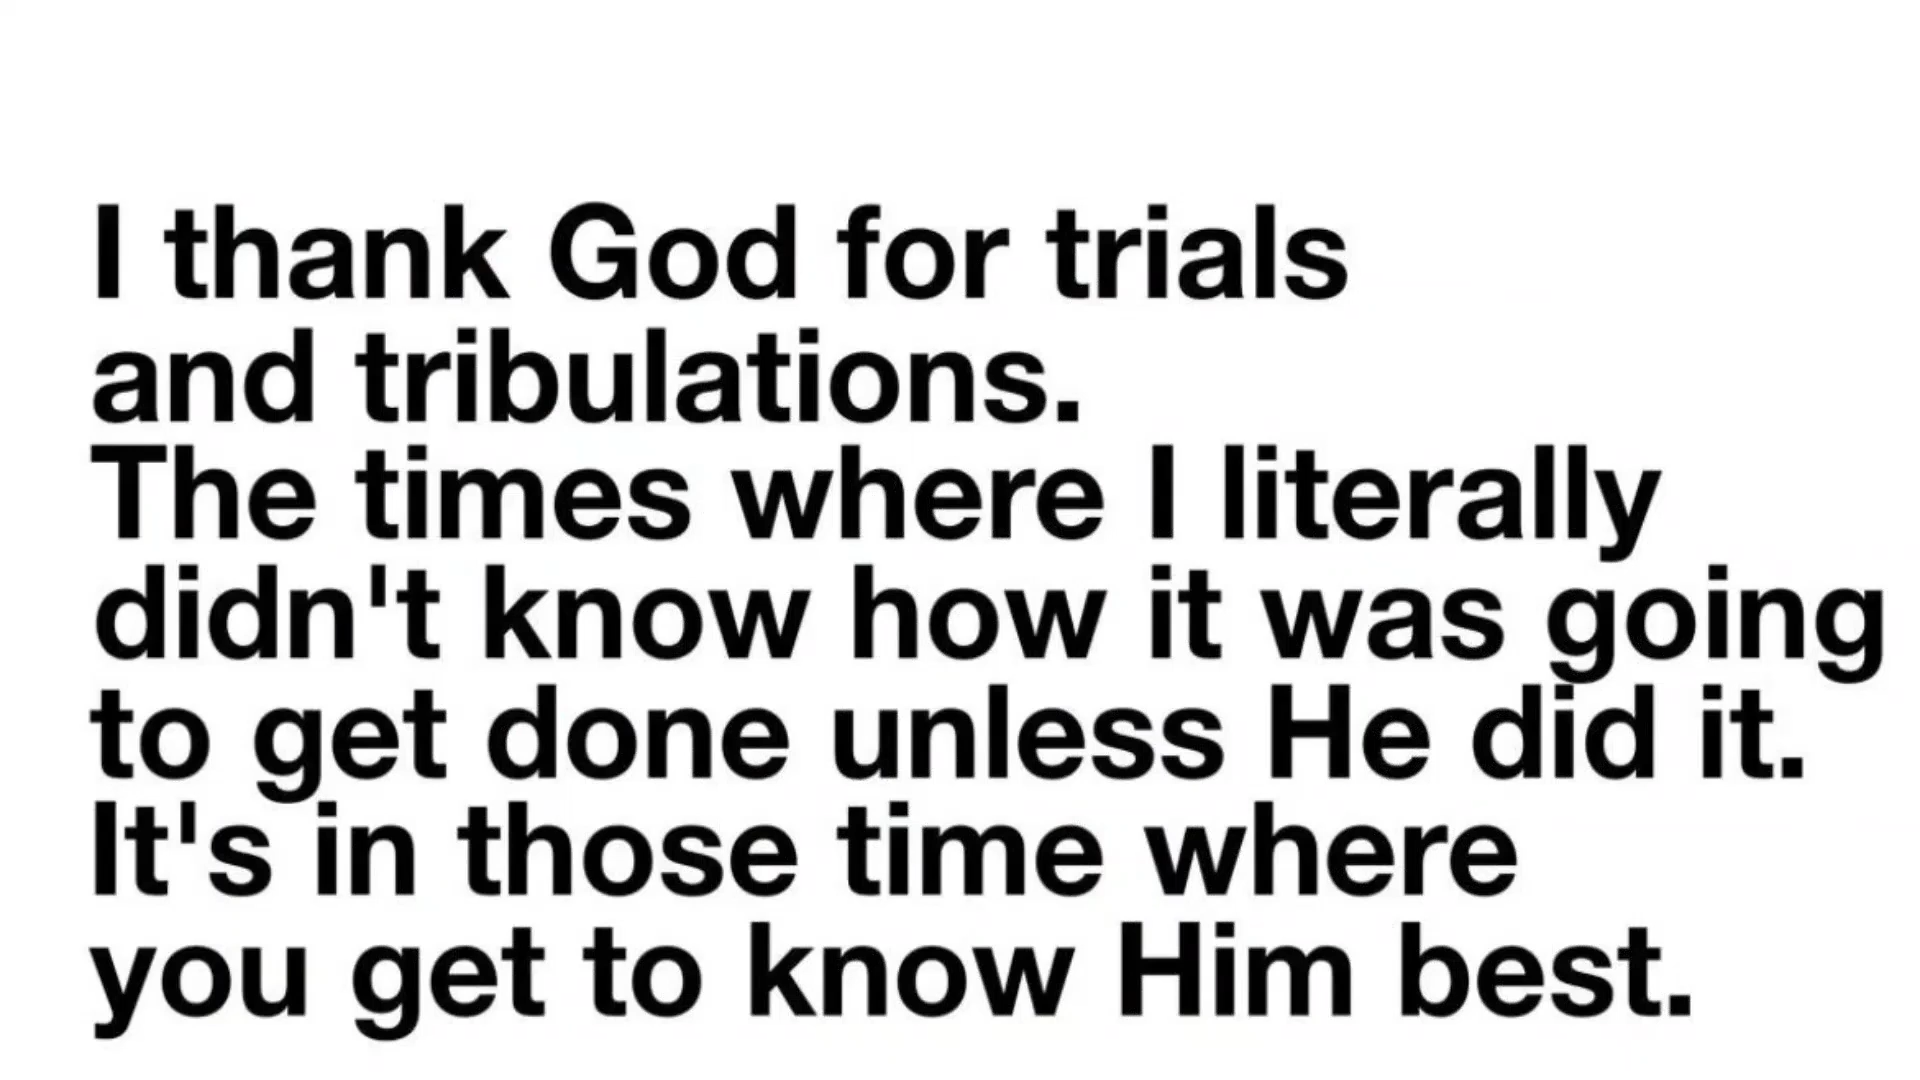 I thank God for trials
and tribulations.
The times where I literally
didn't know how it was going
to get done unless He did it.
It's in those time where
you get to know Him best.